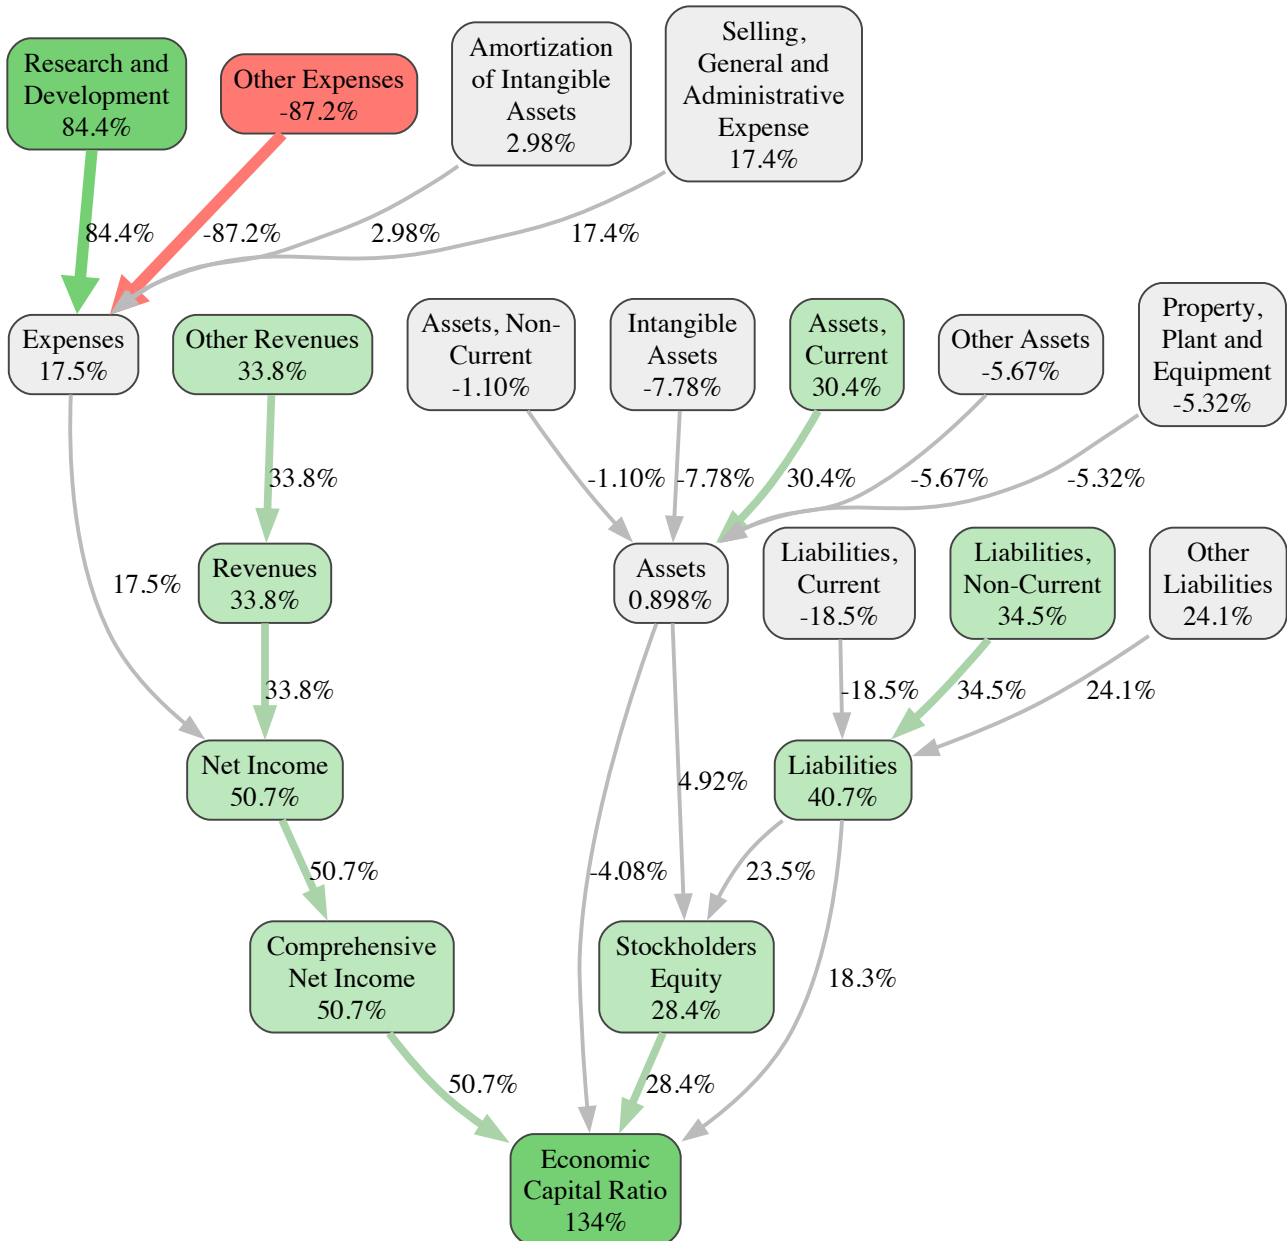 Research and
Development
84.4%
Other Expenses
-87.2%
Amortization
of Intangible
Assets
2.98%
Selling,
General and
Administrative
Expense
17.4%
84.4%
-87.2%
2.98%
17.4%
Expenses
17.5%
Other Revenues
33.8%
Assets, Non-
Current
-1.10%
Intangible
Assets
-7.78%
Assets,
Current
30.4%
Other Assets
-5.67%
Property,
Plant and
Equipment
-5.32%
33.8%
-1.10%
-7.78%
30.4%
-5.67%
-5.32%
17.5%
Revenues
33.8%
Assets
0.898%
Liabilities,
Current
-18.5%
Liabilities,
Non-Current
34.5%
Other
Liabilities
24.1%
33.8%
-18.5%
34.5%
24.1%
Net Income
50.7%
4.92%
Liabilities
40.7%
50.7%
-4.08%
23.5%
Comprehensive
Net Income
50.7%
Stockholders
Equity
28.4%
18.3%
50.7%
28.4%
Economic
Capital Ratio
134%